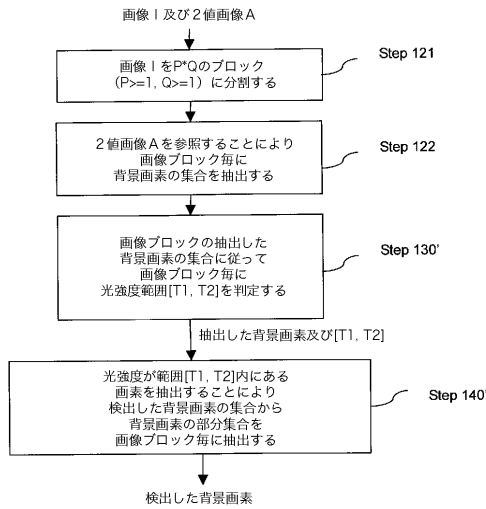 画像Ｉ及び２値画像A
画像ＩをP*Qのブロック
（P>=1, Q>=1）に分割する
Step 121
２値画像Aを参照することにより
画像ブロック毎に
背景画素の集合を抽出する
Step 122
画像ブロックの抽出した
背景画素の集合に従って
画像ブロック毎に
光強度範囲[T1, T2]を判定する
Step 130'
抽出した背景画素及び[T1, T2]
光強度が範囲[T1, T2]内にある
画素を抽出することにより
検出した背景画素の集合から
背景画素の部分集合を
画像ブロック毎に抽出する
Step 140'
検出した背景画素